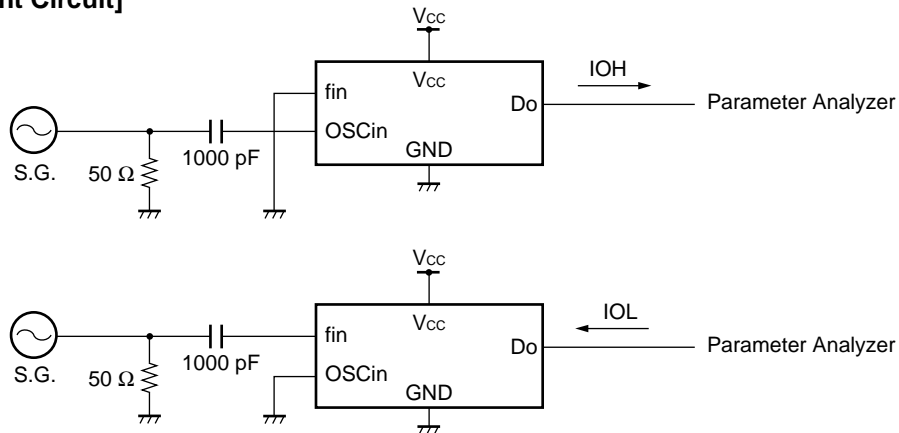 nt Circuit]
Vcc
Vcc
fin
OSCin
GND
Do
IOH
Parameter Analyzer
S.G.
50 Ω
1000 pF
Vcc
Vcc
fin
OSCin
GND
Do
IOL
Parameter Analyzer
S.G.
50 Ω
1000 pF